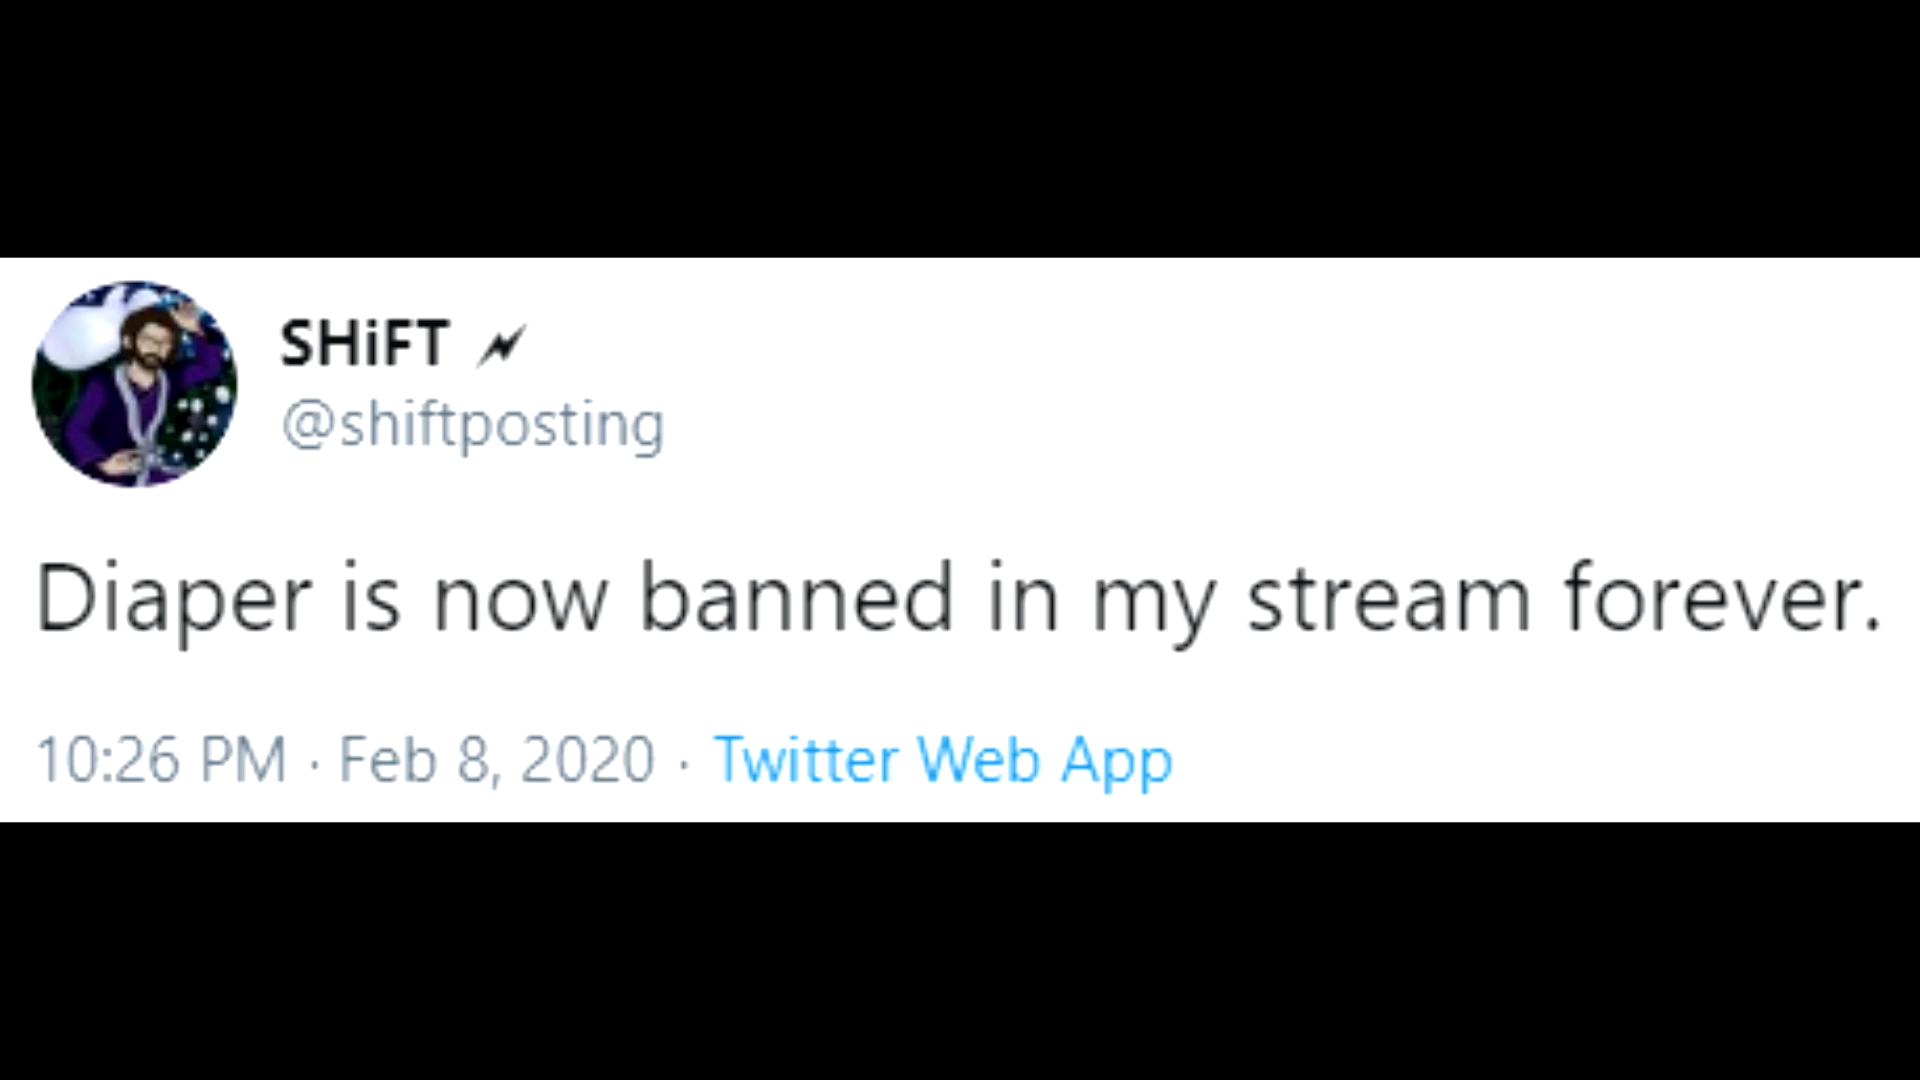 SHiFT
@shiftposting
Diaper is now banned in my stream forever.
10:26 PM · Feb 8, 2020 · Twitter Web App